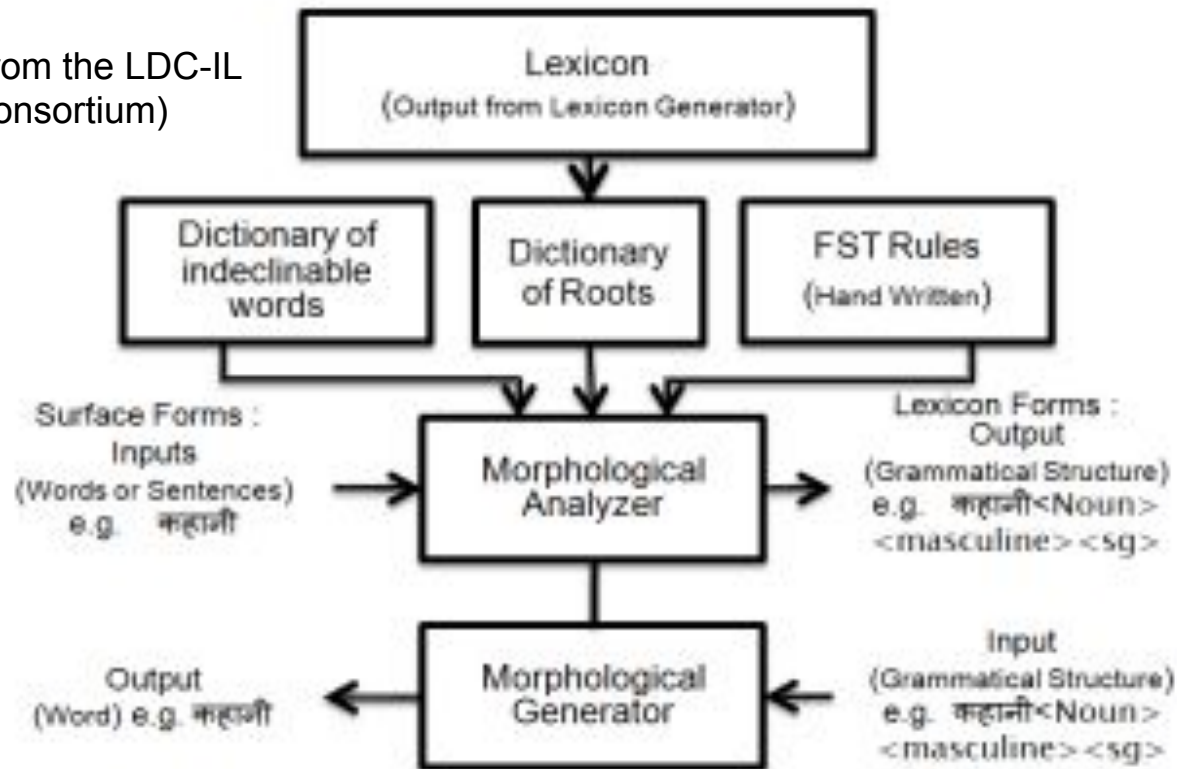 rom the LDC-IL
onsortium)
Lexicon
(Output from Lexicon Generator)
Dictionary of
indeclinable
words
Dictionary
of Roots
FST Rules
(Hand Written)
Surface Forms :
Inputs
(Words or Sentences)
e.g. कहानी
Morphological
Analyzer
Lexicon Forms :
Output
(Grammatical Structure)
e.g. कहानी<Noun>
<masculine><sg>
Output
(Word) e.g. कहानी
Morphological
Generator
Input
(Grammatical Structure)
e.g. कहानी<Noun>
<masculine><sg>